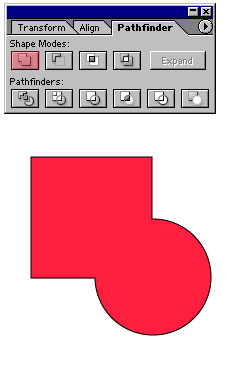 Transform Align Pathfinder
Shape Modes:
Expand
Pathfinders: